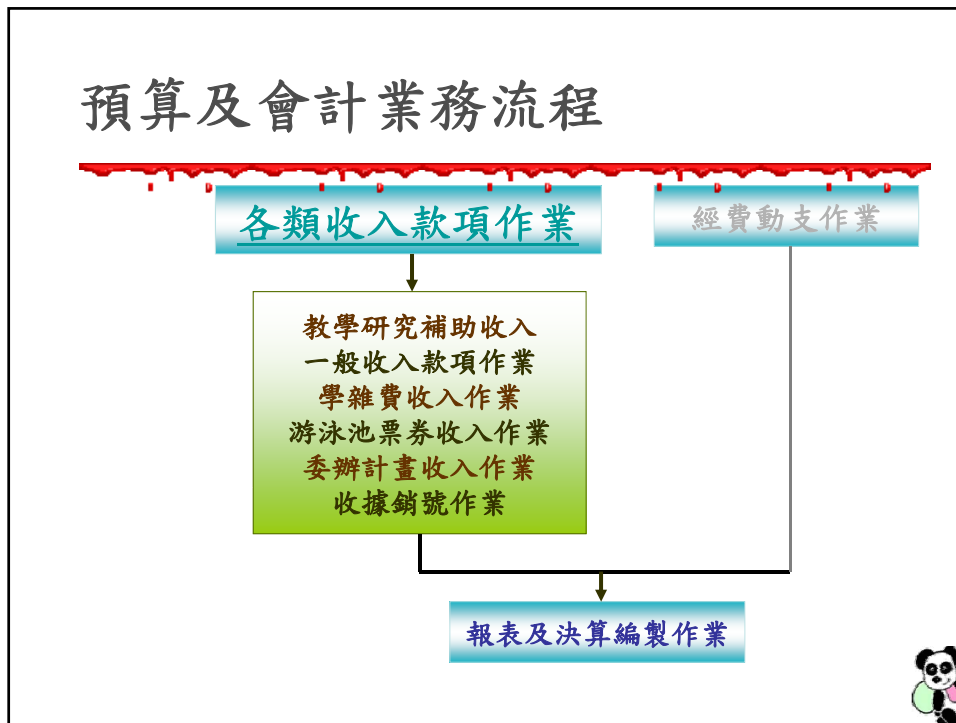 預算及會計業務流程
各類收入款項作業
經費動支作業
教學研究補助收入
一般收入款項作業
學雜費收入作業
游泳池票券收入作業
委辦計畫收入作業
收據銷號作業
報表及決算編製作業